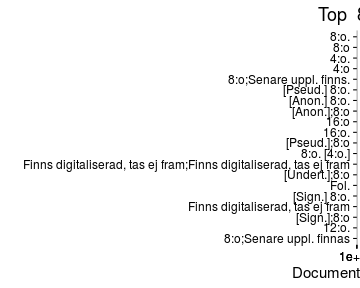 Top 8
8:o.
8:o
4:o.
4:o
8:o;Senare uppl. finns.
[Pseud.] 8:o.
[Anon.] 8:o.
[Anon.];8:o
16:o
16:o.
[Pseud.];8:o
8:o. [4:o.]
Finns digitaliserad, tas ej fram;Finns digitaliserad, tas ej fram
[Undert.];8:o
Fol.
[Sign.] 8:o.
Finns digitaliserad, tas ej fram
[Sign.];8:o
12:o.
8:o;Senare uppl. finnas
1e+
Document